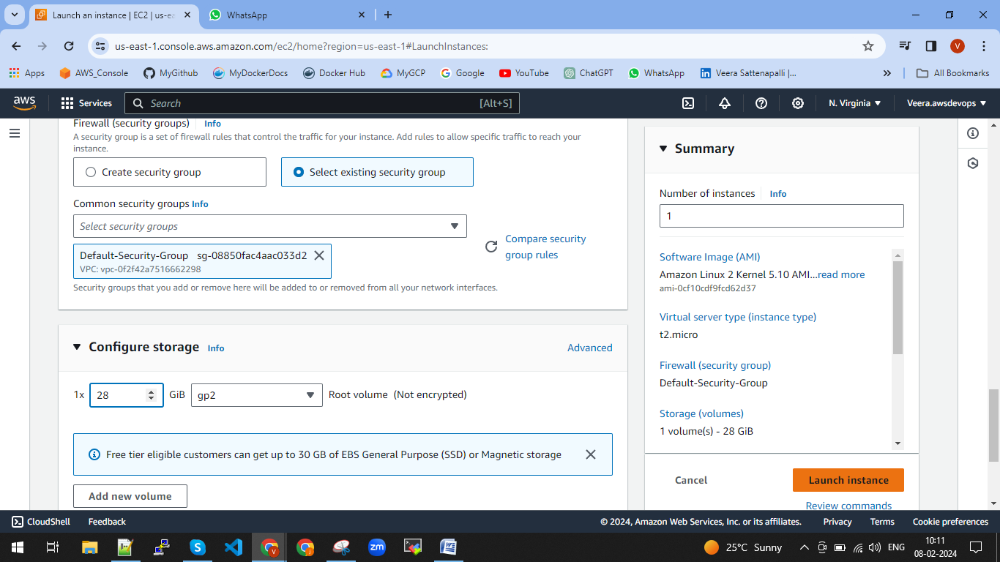 Launch an instance | EC2 | us-ea
WhatsApp
us-east-1.console.aws.amazon.com/ec2/home?region=us-east-1#LaunchInstances:
V
Apps
AWS_Console
MyGithub
MyDockerDocs
Docker Hub
MyGCP
Google
YouTube
ChatGPT
WhatsApp
Veera Sattenapalli |...
All Bookmarks
aws
Services
Search
[Alt+S]
N. Virginia
Veera.awsdevops
Firewall (security groups)
Info
A security group is a set of firewall rules that control the traffic for your instance. Add rules to allow specific traffic to reach your
instance.
Create security group
Select existing security group
Common security groups Info
Select security groups
Default-Security-Group sg-08850fac4aac033d2
VPC: vpc-0f2f42a7516662298
Compare security
group rules
Security groups that you add or remove here will be added to or removed from all your network interfaces.
Configure storage
Info
Advanced
1x
28
GiB
gp2
Root volume (Not encrypted)
Free tier eligible customers can get up to 30 GB of EBS General Purpose (SSD) or Magnetic storage
Add new volume
Summary
Number of instances
Info
1
Software Image (AMI)
Amazon Linux 2 Kernel 5.10 AMI...read more
ami-0cf10cdf9fcd62d37
Virtual server type (instance type)
t2.micro
Firewall (security group)
Default-Security-Group
Storage (volumes)
1 volume(s) - 28 GiB
Cancel
Launch instance
Review commands
CloudShell
Feedback
© 2024, Amazon Web Services, Inc. or its affiliates.
Privacy
Terms
Cookie preferences
25°C Sunny
ENG
10:11
08-02-2024